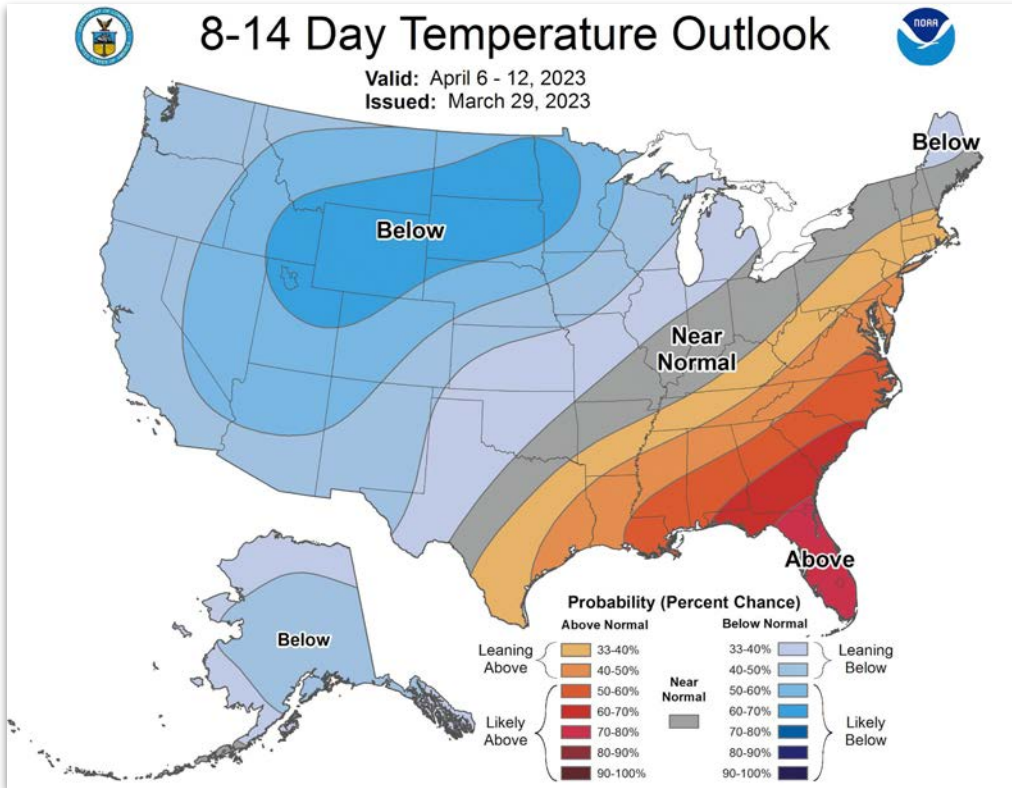 8-14 Day Temperature Outlook
NOAA
Valid: April 6 - 12, 2023
Issued: March 29, 2023
Below
Below
Near
Normal
Above
Below
Probability (Percent Chance)
Above Normal
Below Normal
Leaning
Above
33-40%
40-50%
50-60%
60-70%
70-80%
80-90%
90-100%
Likely
Above
Near
Normal
33-40%
40-50%
50-60%
60-70%
70-80%
80-90%
90-100%
Leaning
Below
Likely
Below